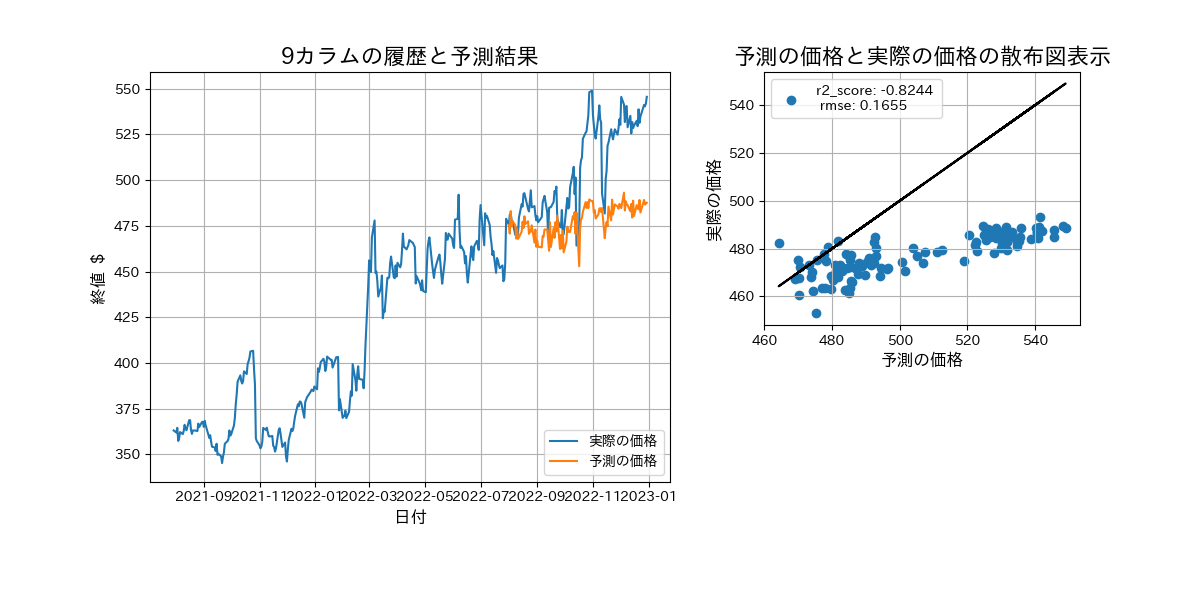 9カラムの履歴と予測結果
550
525
500
475
450
425
400
375
350
終値 $
2021-09 2021-11 2022-01 2022-03 2022-05 2022-07 2022-09 2022-11 2023-01
日付
実際の価格
予測の価格
予測の価格と実際の価格の散布図表示
r2_score: -0.8244
rmse: 0.1655
540
520
500
480
460
実際の価格
460 480 500 520 540
予測の価格